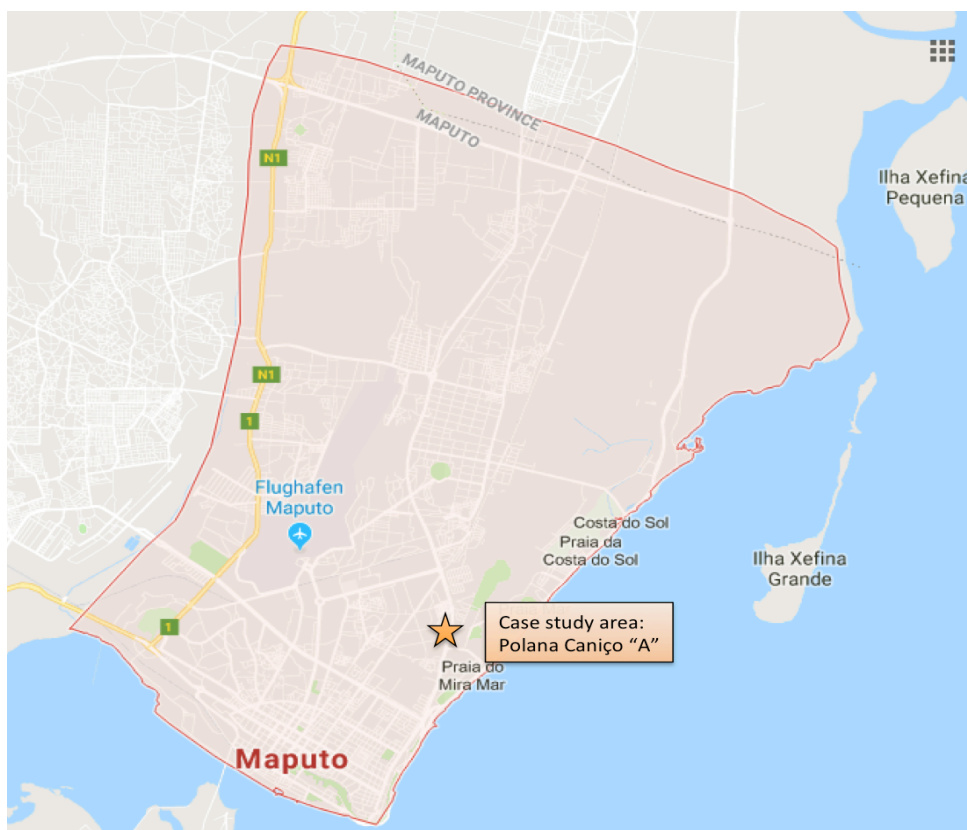 MAPUTO PROVINCE
MAPUTO
N1
Ilha Xefina
Pequena
N1
1
Flughafen
Maputo
Costa do Sol
Praia da
Costa do Sol
Ilha Xefina
Grande
1
Case study area:
Polana Caniço “A”
Praia do
Mira Mar
Maputo